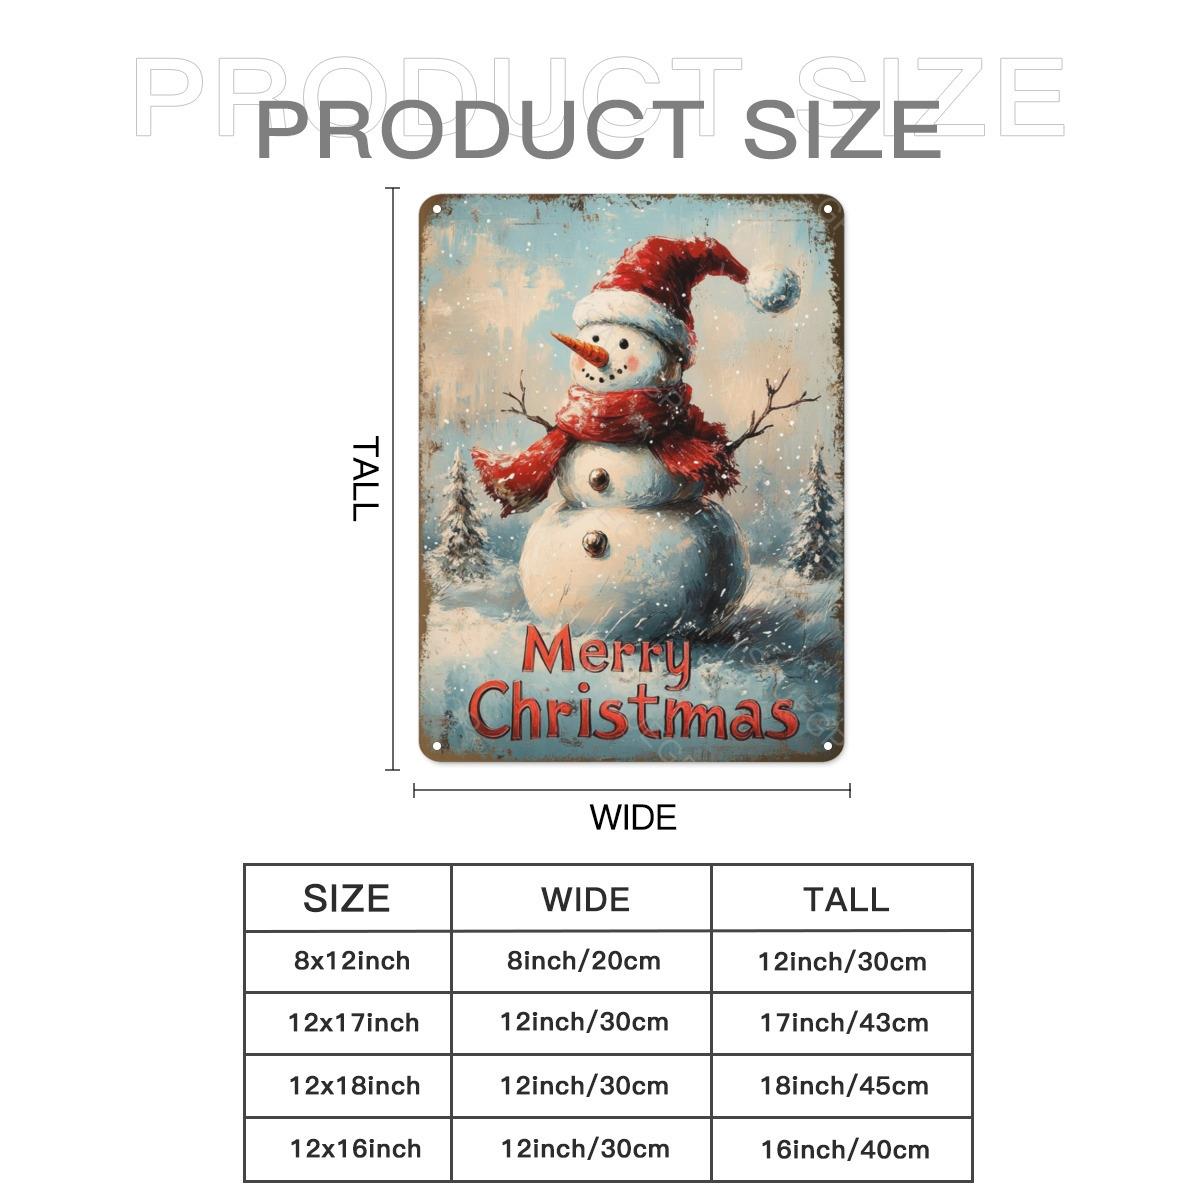 PRODUCT SIZE
PRODUCT SIZE
TALL
Merry
Christmas
WIDE
SIZE WIDE TALL
8x12inch 8inch/20cm 12inch/30cm
12x17inch 12inch/30cm 17inch/43cm
12x18inch 12inch/30cm 18inch/45cm
12x16inch 12inch/30cm 16inch/40cm